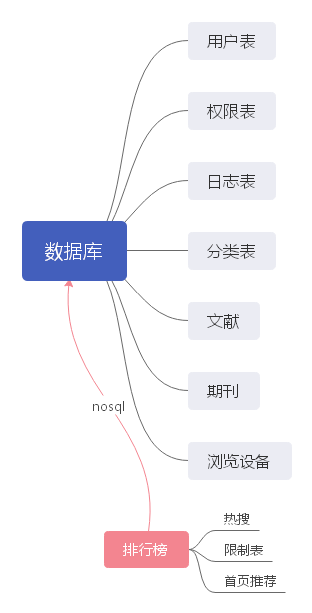 用户表
权限表
日志表
分类表
数据库
文献
期刊
nosql
浏览设备
热搜
排行榜
限制表
首页推荐